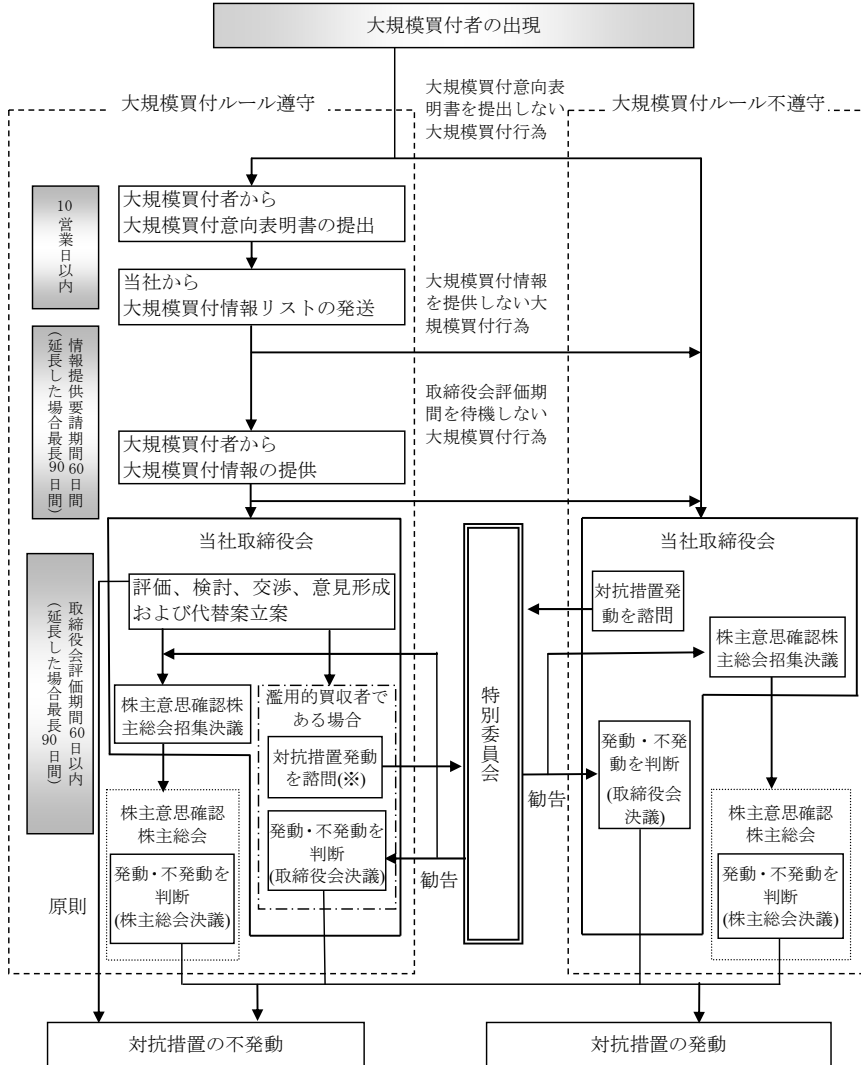 大規模買付者の出現
大規模買付ルール遵守
大規模買付意向表
明書を提出しない
大規模買付行為
大規模買付ルール不遵守
10営業日以内
大規模買付者から
大規模買付意向表明書の提出
当社から
大規模買付情報リストの発送
大規模買付情報
を提供しない大
規模買付行為
情報提供要請期間60日間
(延長した場合最長90日間)
取締役会評価期
間を待機しない
大規模買付行為
大規模買付者から
大規模買付情報の提供
取締役会評価期間60日以内
(延長した場合最長90日間)
当社取締役会
評価、検討、交渉、意見形成
および代替案立案
株主意思確認株
主総会招集決議
濫用的買収者で
ある場合
対抗措置発動
を諮問(※)
発動・不発動を
判断
(取締役会決議)
株主意思確認
株主総会
発動・不発動を
判断
(株主総会決議)
原則
勧告
特別委員会
勧告
当社取締役会
対抗措置発
動を諮問
株主意思確認株
主総会招集決議
発動・不発
動を判断
(取締役会
決議)
株主意思確認
株主総会
発動・不発動を
判断
(株主総会決議)
対抗措置の不発動
対抗措置の発動